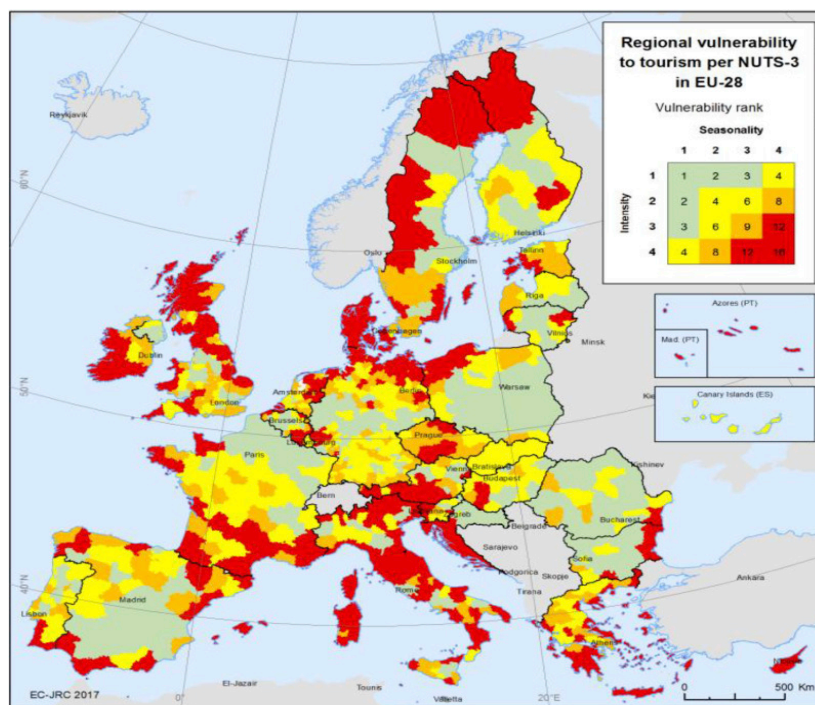 Regional vulnerability
to tourism per NUTS-3
in EU-28
Vulnerability rank
Seasonality
1 2 3 4
Intensity
1 1 2 3 4
2 2 4 6 8
3 3 6 9 12
4 4 8 12 16
Reykjavik
60°N
50°N
40°N
Oslo
Stockholm
Helsinki
Tallinn
Riga
Vilnius
Minsk
Azores (PT)
Mad. (PT)
Canary Islands (ES)
Dublin
London
Amsterdam
Berlin
Warsaw
Brussels
Prague
Paris
Vienna
Bratislava
Budapest
Kishinev
Bern
Zagreb
Belgrade
Bucharest
Sarajevo
Podgorica
Sofia
Skopje
Tirana
Rome
Madrid
Lisbon
Ankara
Athens
El-Jazair
Tounis
0°
20°E
0 500 Km
EC-JRC 2017